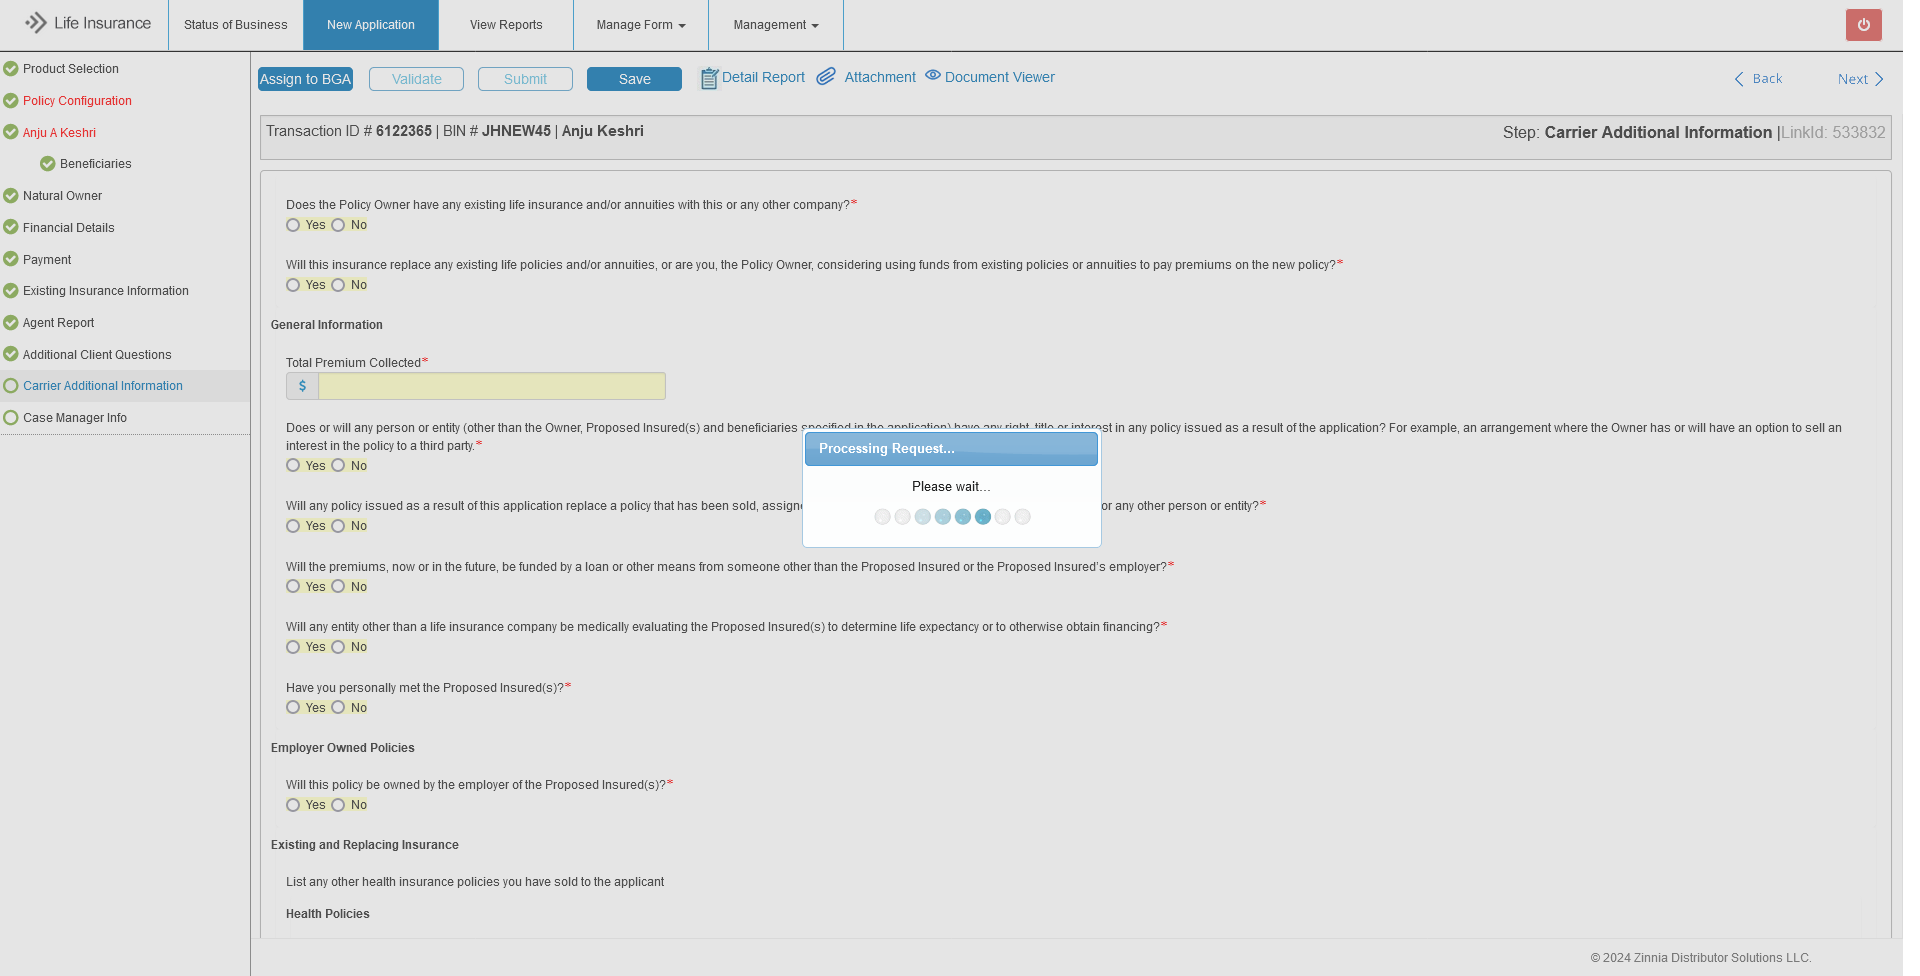 Life Insurance
Status of Business
New Application
View Reports
Manage Form
Management
Product Selection
Policy Configuration
Anju A Keshri
Beneficiaries
Natural Owner
Financial Details
Payment
Existing Insurance Information
Agent Report
Additional Client Questions
Carrier Additional Information
Case Manager Info
Assign to BGA
Validate
Submit
Save
Detail Report
Attachment
Document Viewer
Back
Next
Transaction ID # 6122365 | BIN # JHNEW45 | Anju Keshri
Step: Carrier Additional Information |LinkId: 533832
Does the Policy Owner have any existing life insurance and/or annuities with this or any other company?*
Yes No
Will this insurance replace any existing life policies and/or annuities, or are you, the Policy Owner, considering using funds from existing policies or annuities to pay premiums on the new policy?*
Yes No
General Information
Total Premium Collected*
$
Does or will any person or entity (other than the Owner, Proposed Insured(s) and beneficiaries specified in the application) have any right, title or interest in any policy issued as a result of the application? For example, an arrangement where the Owner has or will have an option to sell an
interest in the policy to a third party.*
Yes No
Processing Request...
Please wait...
Will any policy issued as a result of this application replace a policy that has been sold, or any other person or entity?*
Yes No
Will the premiums, now or in the future, be funded by a loan or other means from someone other than the Proposed Insured or the Proposed Insured's employer?*
Yes No
Will any entity other than a life insurance company be medically evaluating the Proposed Insured(s) to determine life expectancy or to otherwise obtain financing?*
Yes No
Have you personally met the Proposed Insured(s)?*
Yes No
Employer Owned Policies
Will this policy be owned by the employer of the Proposed Insured(s)?*
Yes No
Existing and Replacing Insurance
List any other health insurance policies you have sold to the applicant
Health Policies
© 2024 Zinnia Distributor Solutions LLC.